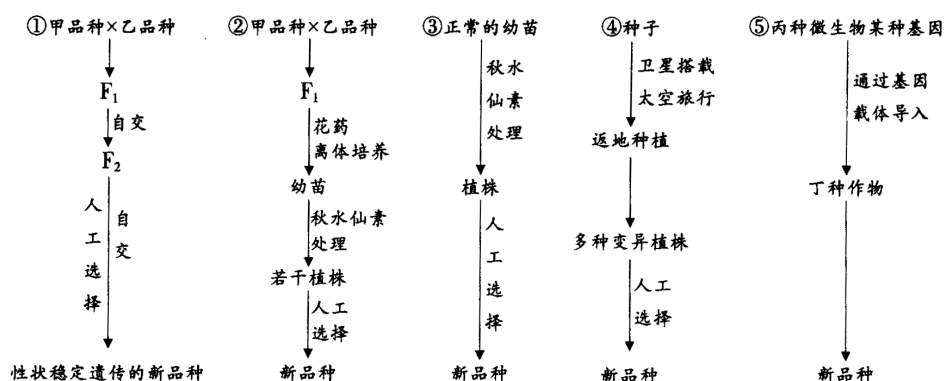 ①甲品种×乙品种
F₁
自交
F₂
人工选择
自交
性状稳定遗传的新品种
②甲品种×乙品种
F₁
花药
离体培养
幼苗
秋水仙素
处理
若干植株
人工
选择
新品种
③正常的幼苗
秋水
仙素
处理
植株
人工选择
新品种
④种子
卫星搭载
太空旅行
返地种植
多种变异植株
人工
选择
新品种
⑤丙种微生物某种基因
通过基因
载体导入
丁种作物
新品种